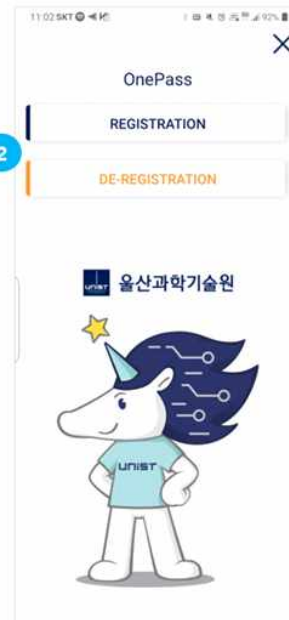 11:02 SKT
92%
OnePass
REGISTRATION
2
DE-REGISTRATION
unist 울산과학기술원
UNIST